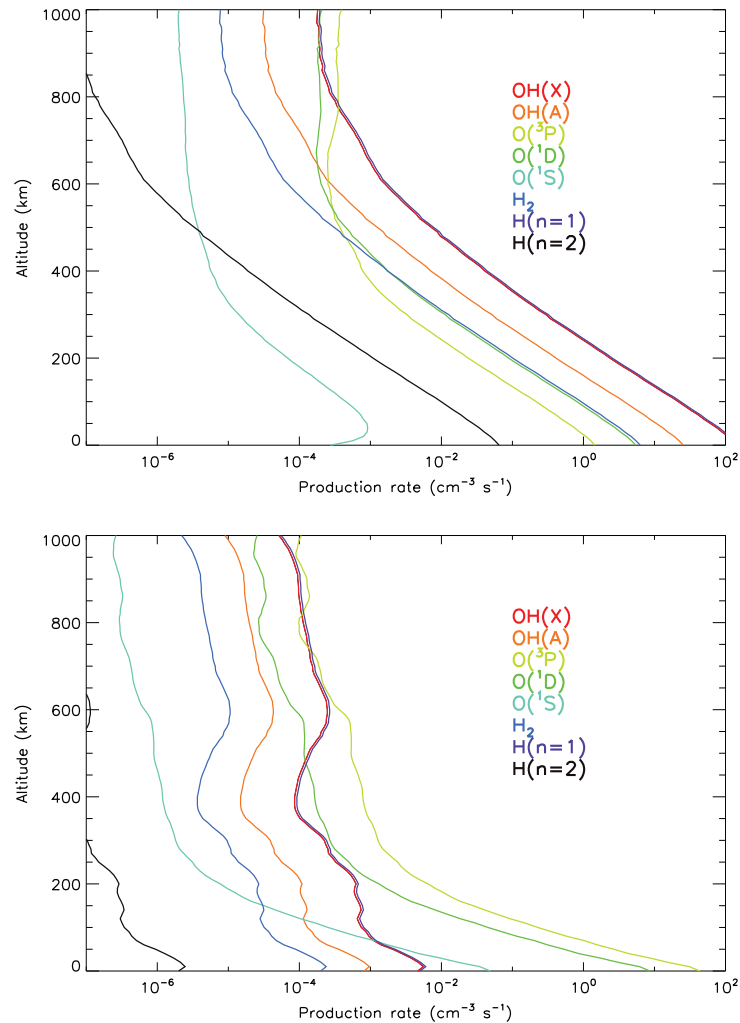 1000
800
600
400
200
0
Altitude (km)
OH(X)
OH(A)
O(³P)
O(¹D)
O(¹S)
H₂
H(n=1)
H(n=2)
10⁻⁶ 10⁻⁴ 10⁻² 10⁰ 10²
Production rate (cm⁻³ s⁻¹)
1000
800
600
400
200
0
Altitude (km)
OH(X)
OH(A)
O(³P)
O(¹D)
O(¹S)
H₂
H(n=1)
H(n=2)
10⁻⁶ 10⁻⁴ 10⁻² 10⁰ 10²
Production rate (cm⁻³ s⁻¹)